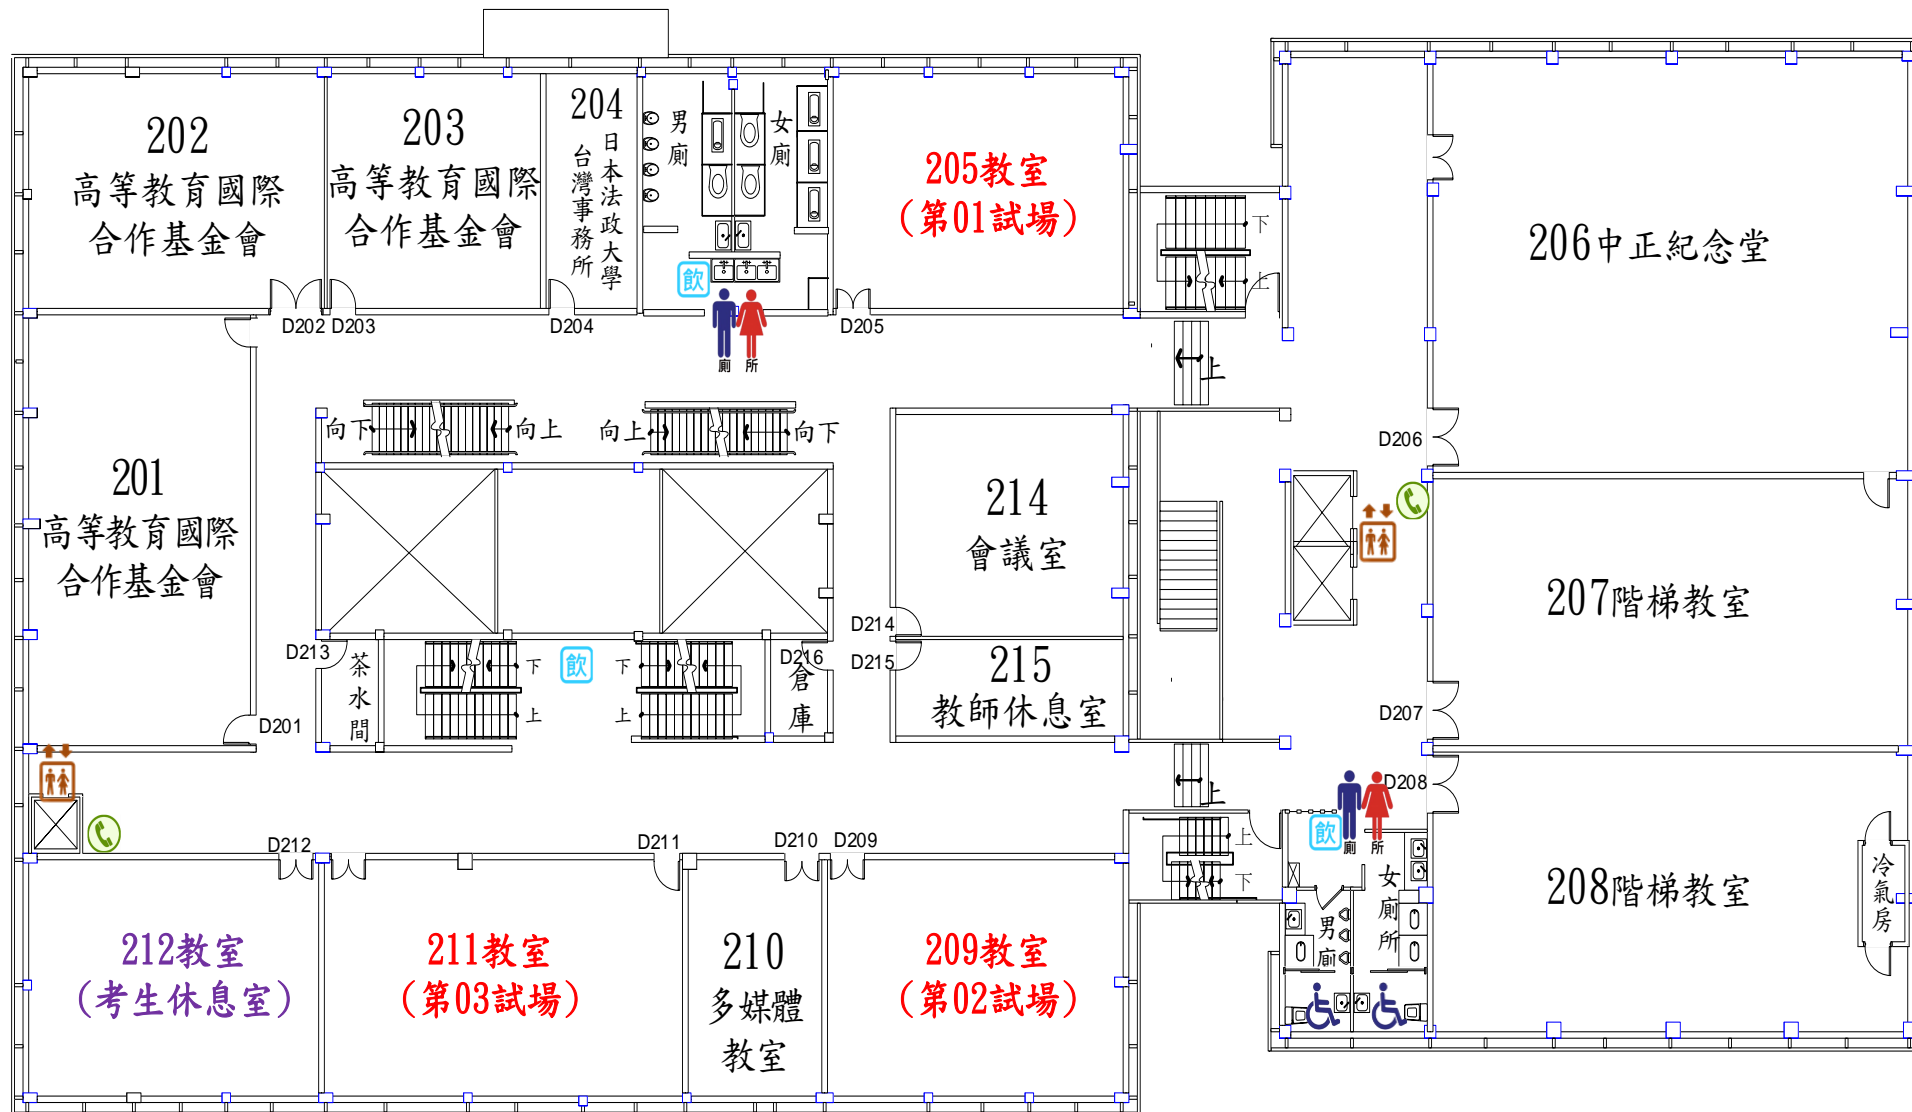 202
高等教育國際
合作基金會
203
高等教育國際
合作基金會
204
日本法政大學
台灣事務所
男廁
女廁
飲
廁 所
205教室
(第01試場)
下
上
206中正紀念堂
D202
D203
D204
D205
上
向下
向上
向上
向下
D206
201
高等教育國際
合作基金會
214
會議室
207階梯教室
D213
茶水間
下
上
飲
下
上
D216
倉庫
D214
D215
215
教師休息室
D201
D207
D208
上
上
下
飲
廁 所
D212
D211
D210
D209
212教室
(考生休息室)
211教室
(第03試場)
210
多媒體
教室
209教室
(第02試場)
男廁
女廁所
208階梯教室
冷氣房